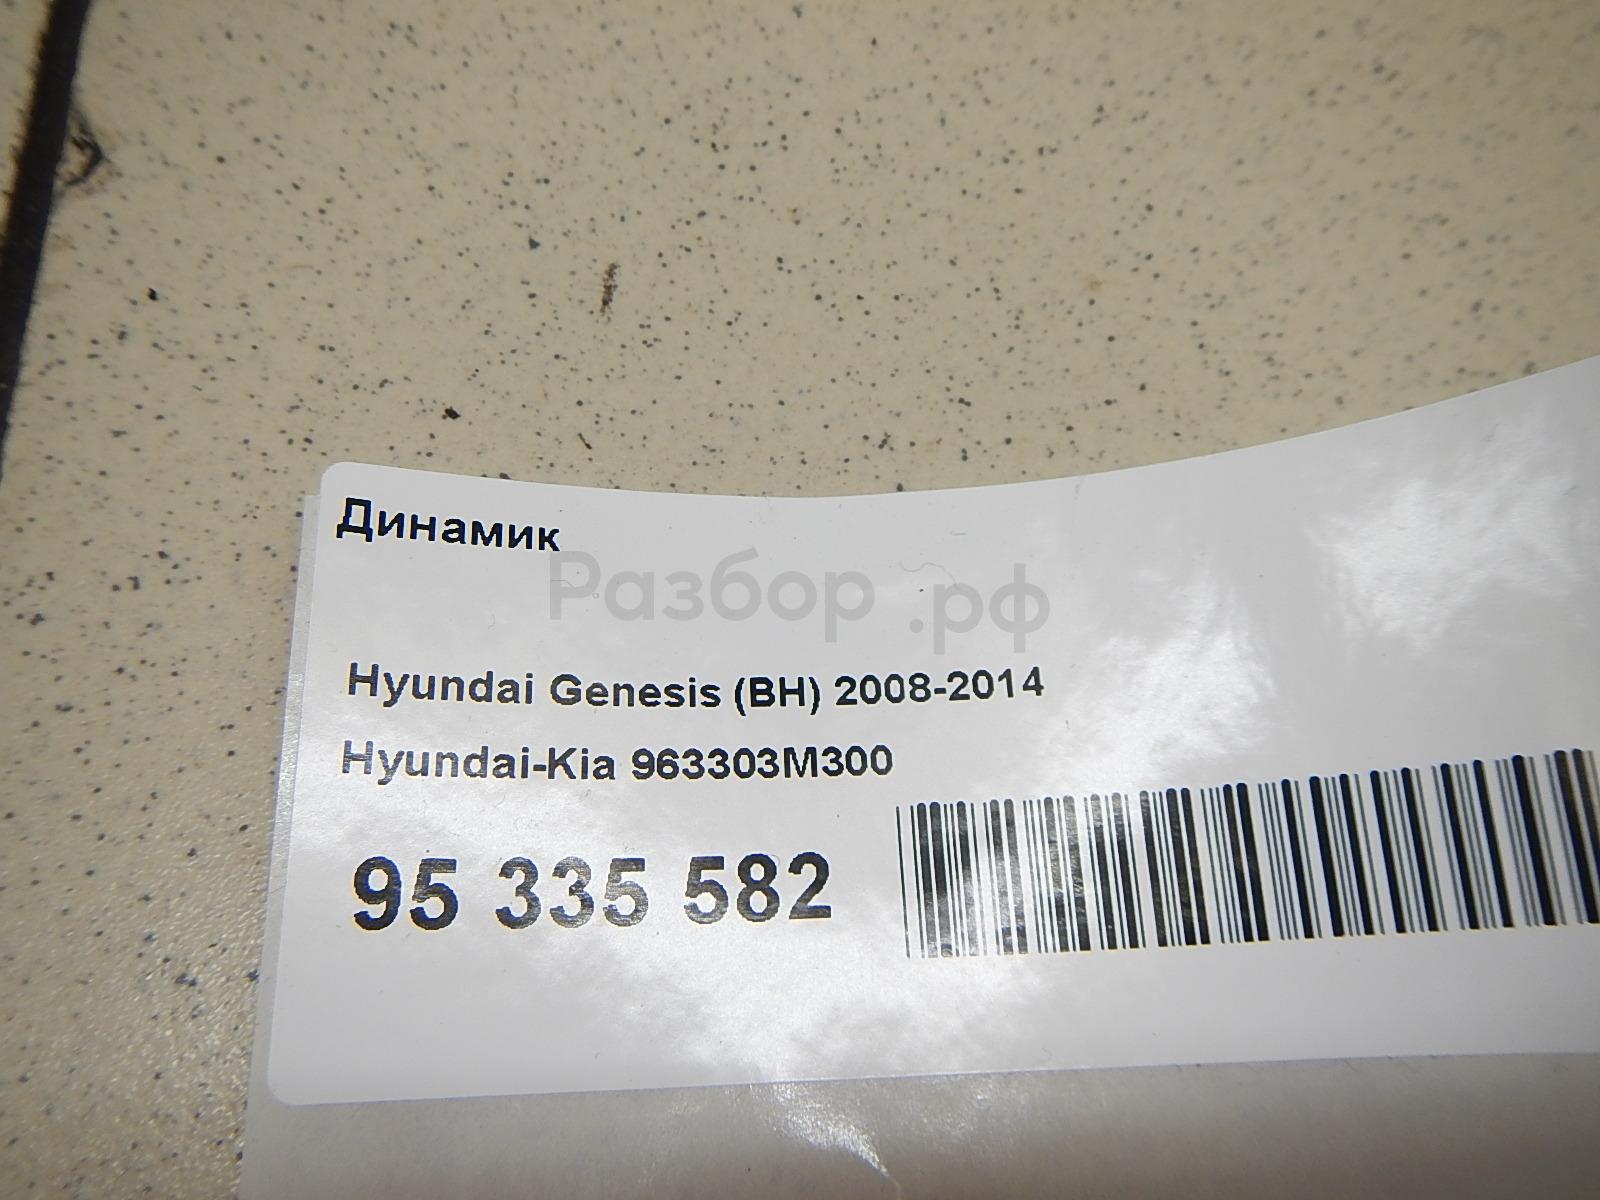 Динамик
Разбор.рф
Hyundai Genesis (BH) 2008-2014
Hyundai-Kia 963303M300
95 335 582